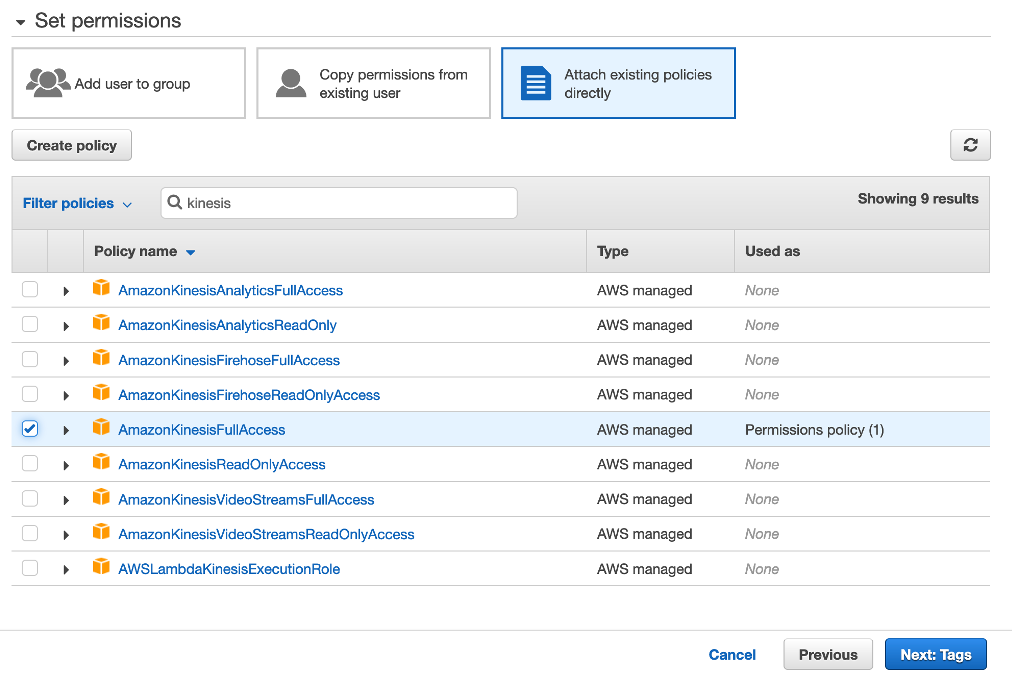 Set permissions
Add user to group
Copy permissions from
existing user
Attach existing policies
directly
Create policy
Filter policies
kinesis
Showing 9 results
Policy name Type Used as
AmazonKinesisAnalyticsFullAccess AWS managed None
AmazonKinesisAnalyticsReadOnly AWS managed None
AmazonKinesisFirehoseFullAccess AWS managed None
AmazonKinesisFirehoseReadOnlyAccess AWS managed None
AmazonKinesisFullAccess AWS managed Permissions policy (1)
AmazonKinesisReadOnlyAccess AWS managed None
AmazonKinesisVideoStreamsFullAccess AWS managed None
AmazonKinesisVideoStreamsReadOnlyAccess AWS managed None
AWSLambdaKinesisExecutionRole AWS managed None
Cancel Previous Next: Tags